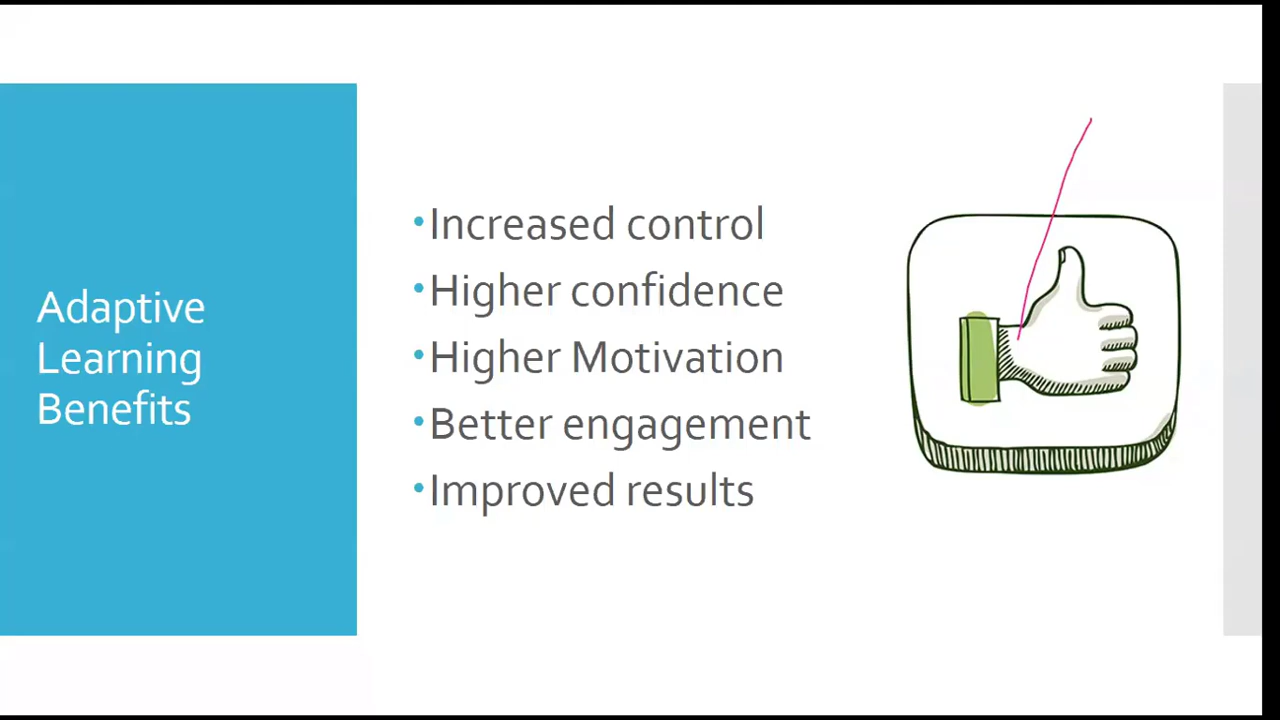 Adaptive
Learning
Benefits
•Increased control
•Higher confidence
•Higher Motivation
•Better engagement
•Improved results